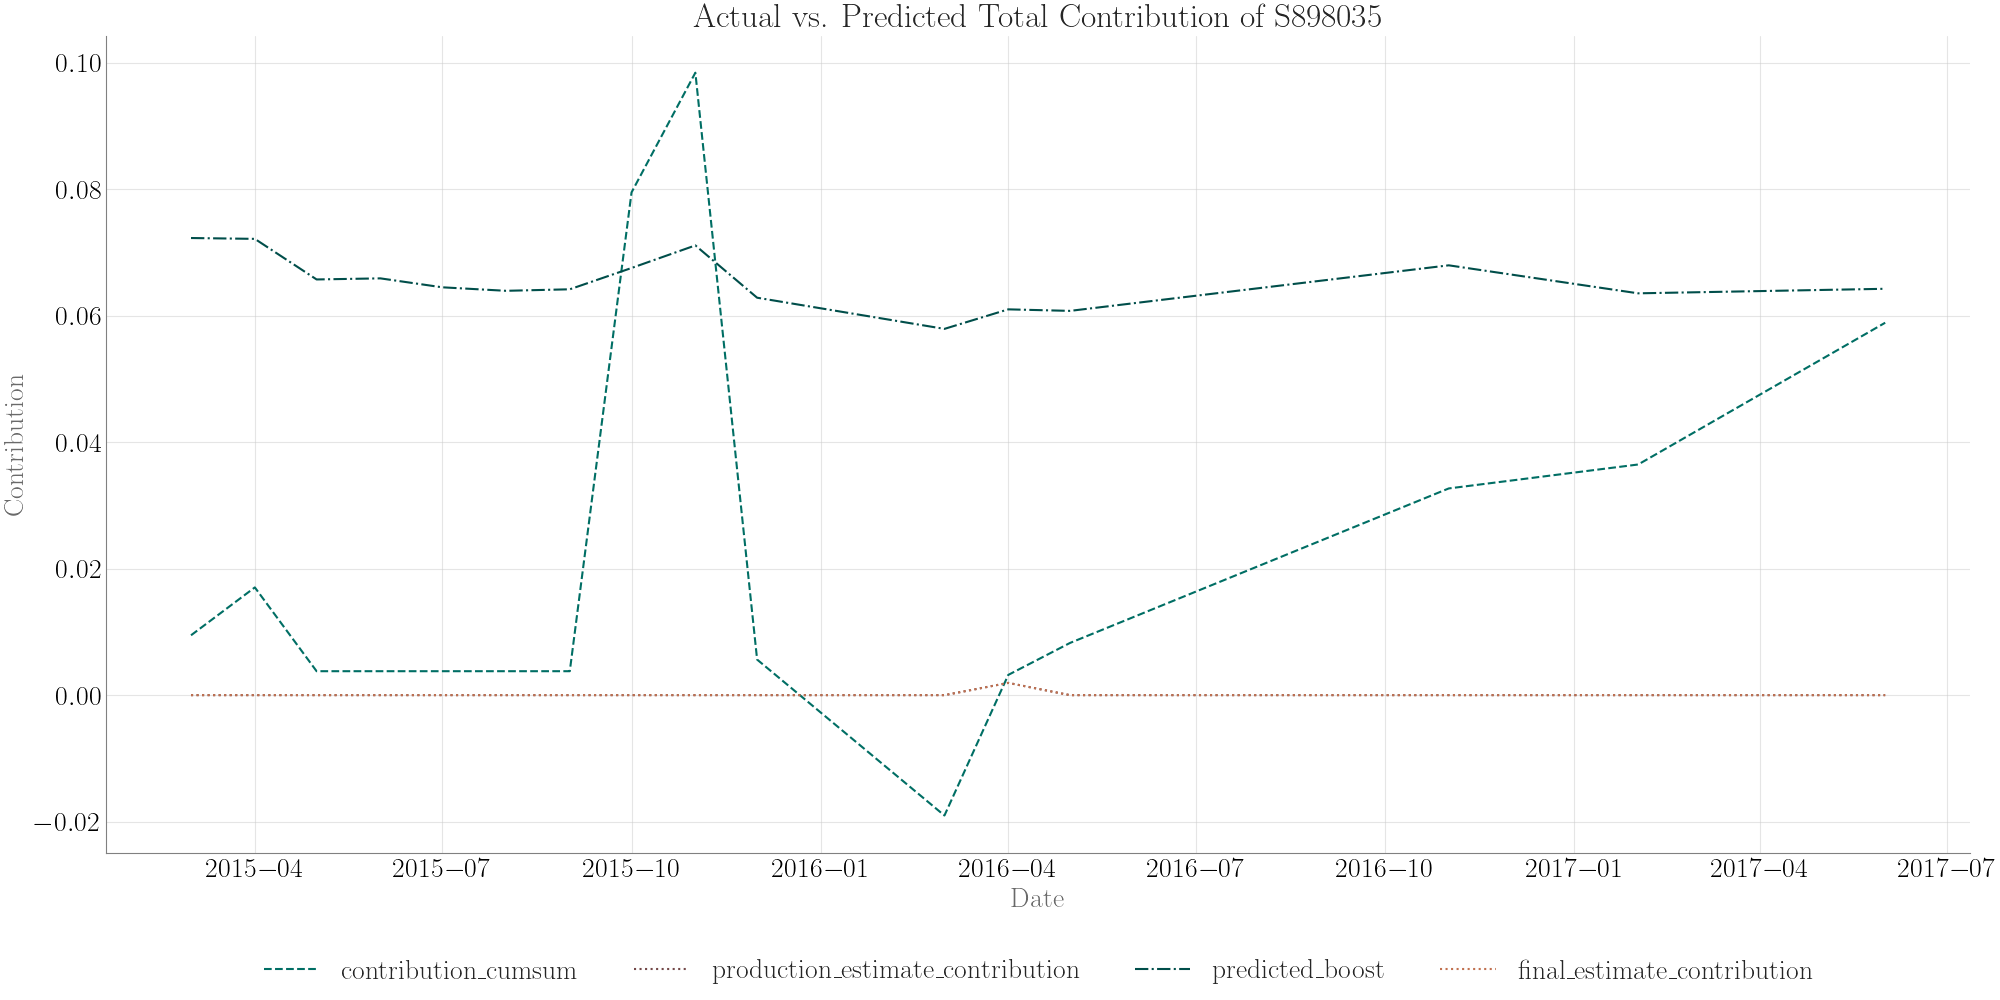 Actual vs. Predicted Total Contribution of S898035
0.10
0.08
0.06
0.04
0.02
0.00
−0.02
Contribution
2015−04 2015−07 2015−10 2016−01 2016−04 2016−07 2016−10 2017−01 2017−04 2017−07
Date
contribution_cumsum production_estimate_contribution predicted_boost final_estimate_contribution